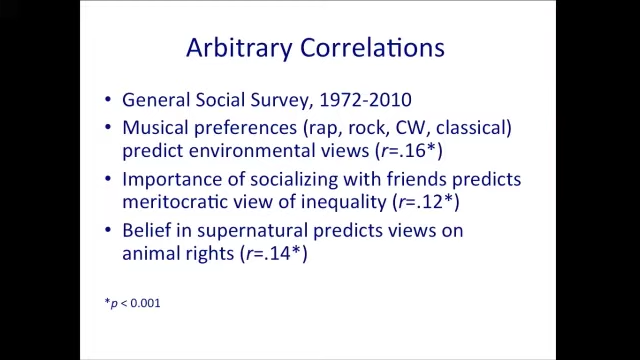 Arbitrary Correlations
• General Social Survey, 1972-2010
• Musical preferences (rap, rock, CW, classical)
predict environmental views (r=.16*)
• Importance of socializing with friends predicts
meritocratic view of inequality (r=.12*)
• Belief in supernatural predicts views on
animal rights (r=.14*)
*p < 0.001